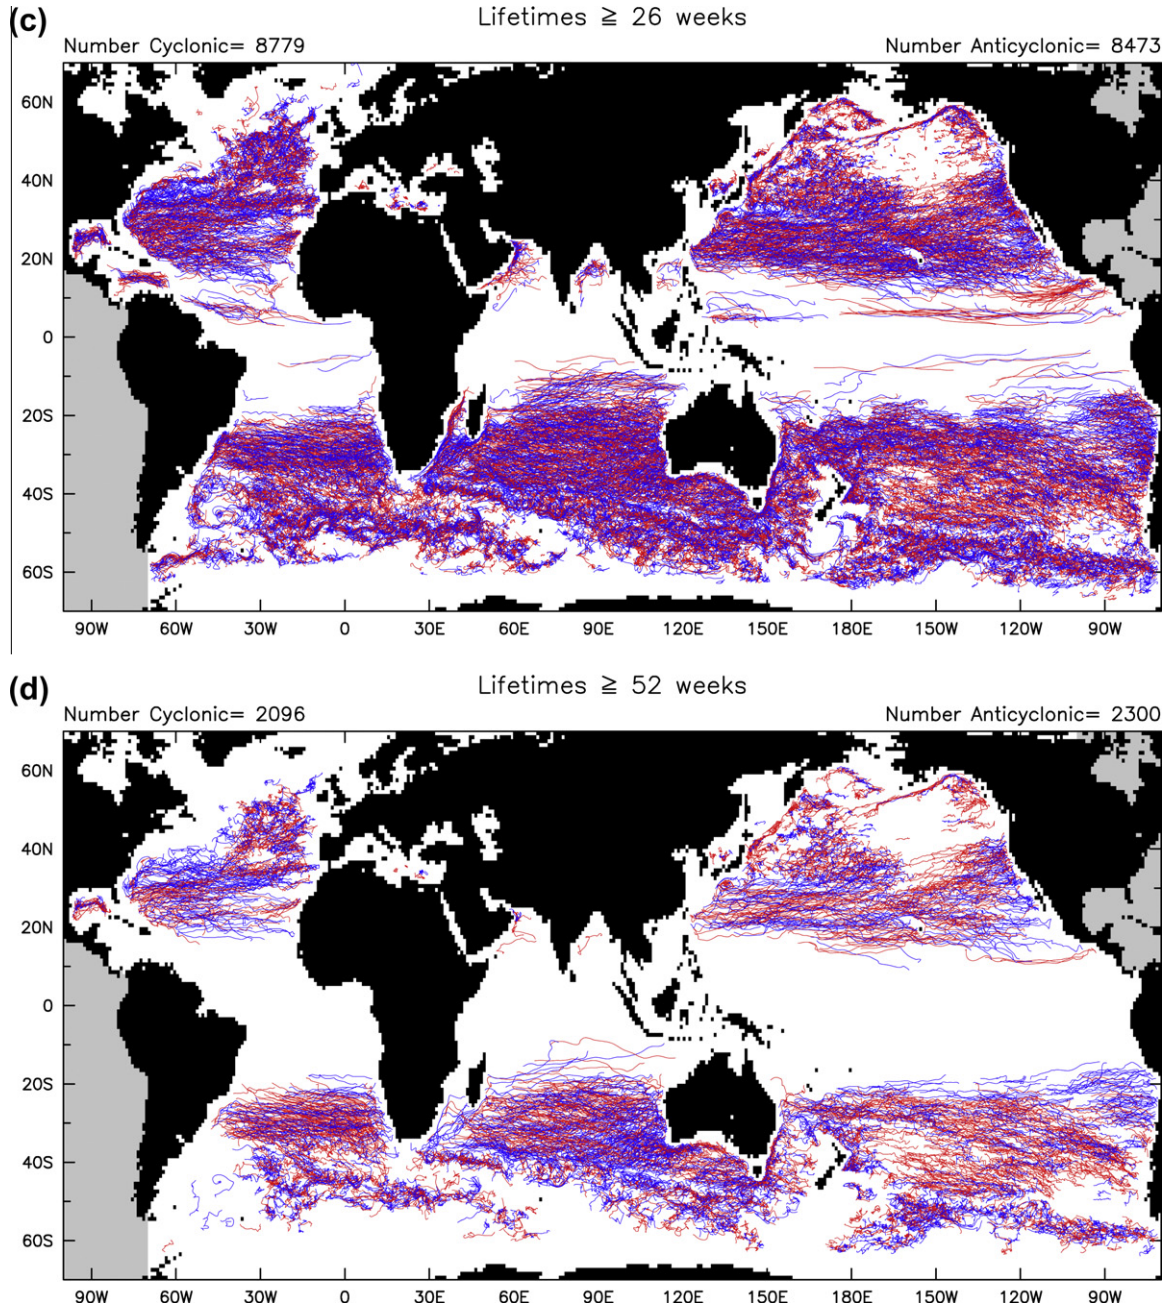 (c)
Lifetimes ≧ 26 weeks
Number Cyclonic= 8779 Number Anticyclonic= 8473
60N
40N
20N
0
20S
40S
60S
90W 60W 30W 0 30E 60E 90E 120E 150E 180E 150W 120W 90W
(d)
Lifetimes ≧ 52 weeks
Number Cyclonic= 2096 Number Anticyclonic= 2300
60N
40N
20N
0
20S
40S
60S
90W 60W 30W 0 30E 60E 90E 120E 150E 180E 150W 120W 90W